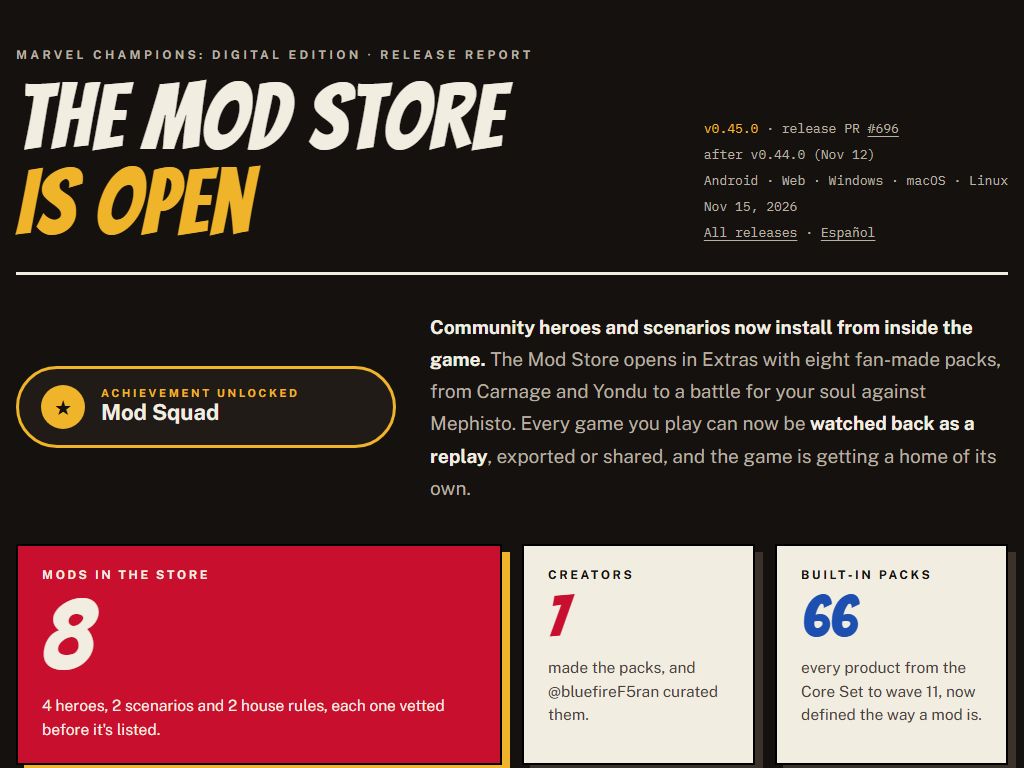 MARVEL CHAMPIONS: DIGITAL EDITION · RELEASE REPORT
THE MOD STORE
IS OPEN
v0.45.0 · release PR #696
after v0.44.0 (Nov 12)
Android · Web · Windows · macOS · Linux
Nov 15, 2026
All releases · Español
ACHIEVEMENT UNLOCKED
★
Mod Squad
Community heroes and scenarios now install from inside the
game. The Mod Store opens in Extras with eight fan-made packs,
from Carnage and Yondu to a battle for your soul against
Mephisto. Every game you play can now be watched back as a
replay, exported or shared, and the game is getting a home of its
own.
MODS IN THE STORE
8
4 heroes, 2 scenarios and 2 house rules, each one vetted
before it's listed.
CREATORS
7
made the packs, and
@bluefireF5ran curated
them.
BUILT-IN PACKS
66
every product from the
Core Set to wave 11, now
defined the way a mod is.